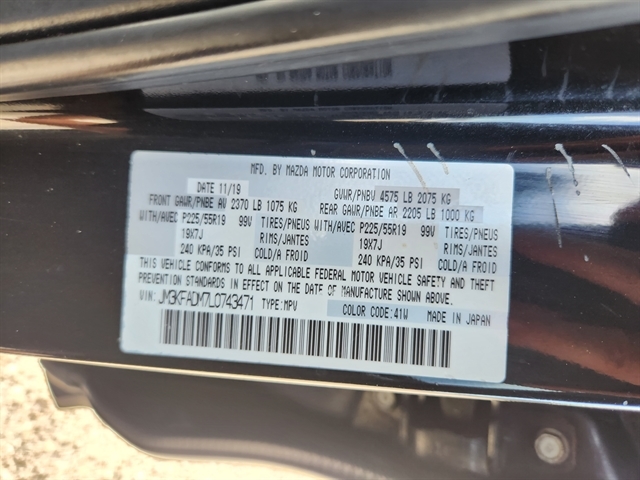 MFD. BY MAZDA MOTOR CORPORATION
DATE 11/19 GVWR/PNBV 4575 LB 2075 KG
FRONT GAWR/PNBE AV 2370 LB 1075 KG REAR GAWR/PNBE AR 2205 LB 1000 KG
WITH/AVEC P225/55R19 99V TIRES/PNEUS WITH/AVEC P225/55R19 99V TIRES/PNEUS
19X7J RIMS/JANTES 19X7J RIMS/JANTES
240 KPA/35 PSI COLD/A FROID 240 KPA/35 PSI COLD/A FROID
THIS VEHICLE CONFORMS TO ALL APPLICABLE FEDERAL MOTOR VEHICLE SAFETY AND THEFT
PREVENTION STANDARDS IN EFFECT ON THE DATE OF MANUFACTURE SHOWN ABOVE.
VIN: JM3KFADM7L0743471 TYPE:MPV COLOR CODE:41W MADE IN JAPAN